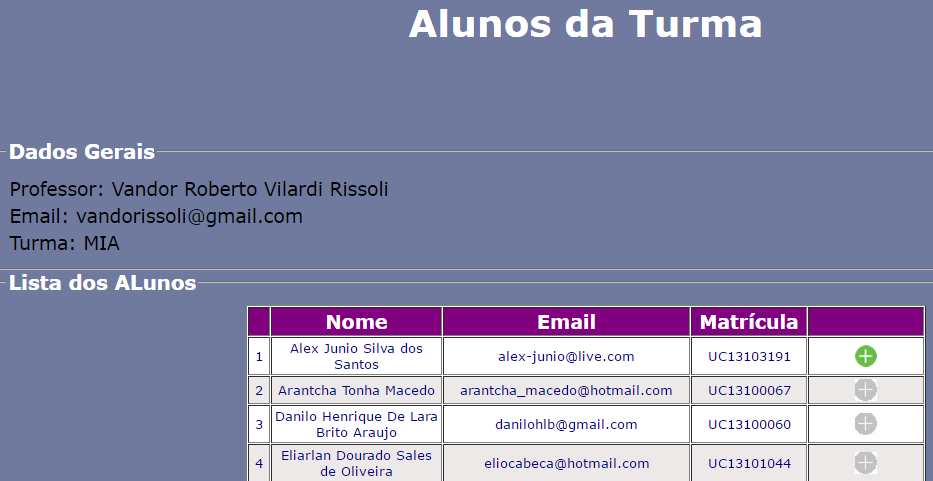 Alunos da Turma
Dados Gerais
Professor: Vandor Roberto Vilardi Rissoli
Email: vandorissoli@gmail.com
Turma: MIA
Lista dos ALunos
Nome Email Matrícula
1 Alex Junio Silva dos Santos alex-junio@live.com UC13103191
2 Arantcha Tonha Macedo arantcha_macedo@hotmail.com UC13100067
3 Danilo Henrique De Lara Brito Araujo danilohlb@gmail.com UC13100060
4 Eliarlan Dourado Sales de Oliveira eliocabeca@hotmail.com UC13101044